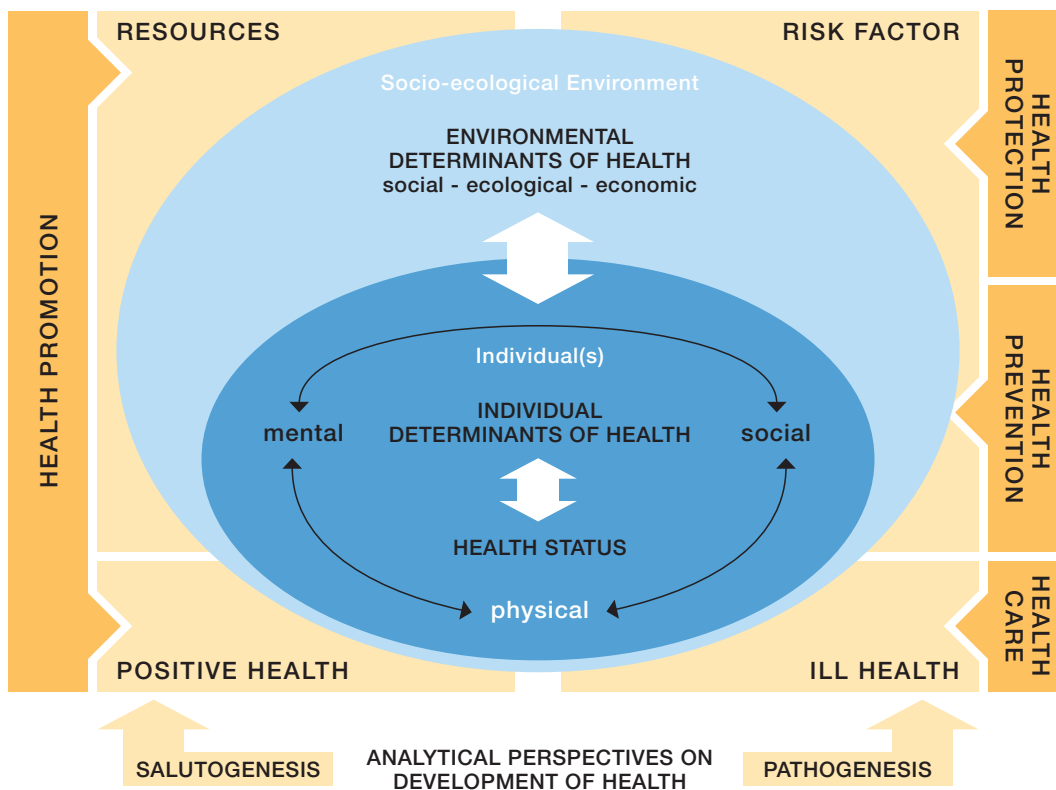 RESOURCES
RISK FACTOR
HEALTH PROMOTION
HEALTH
PROTECTION
HEALTH
PREVENTION
HEALTH
CARE
Socio-ecological Environment
ENVIRONMENTAL
DETERMINANTS OF HEALTH
social - ecological - economic
Individual(s)
INDIVIDUAL
DETERMINANTS OF HEALTH
mental
social
HEALTH STATUS
physical
POSITIVE HEALTH
ILL HEALTH
SALUTOGENESIS
ANALYTICAL PERSPECTIVES ON
DEVELOPMENT OF HEALTH
PATHOGENESIS